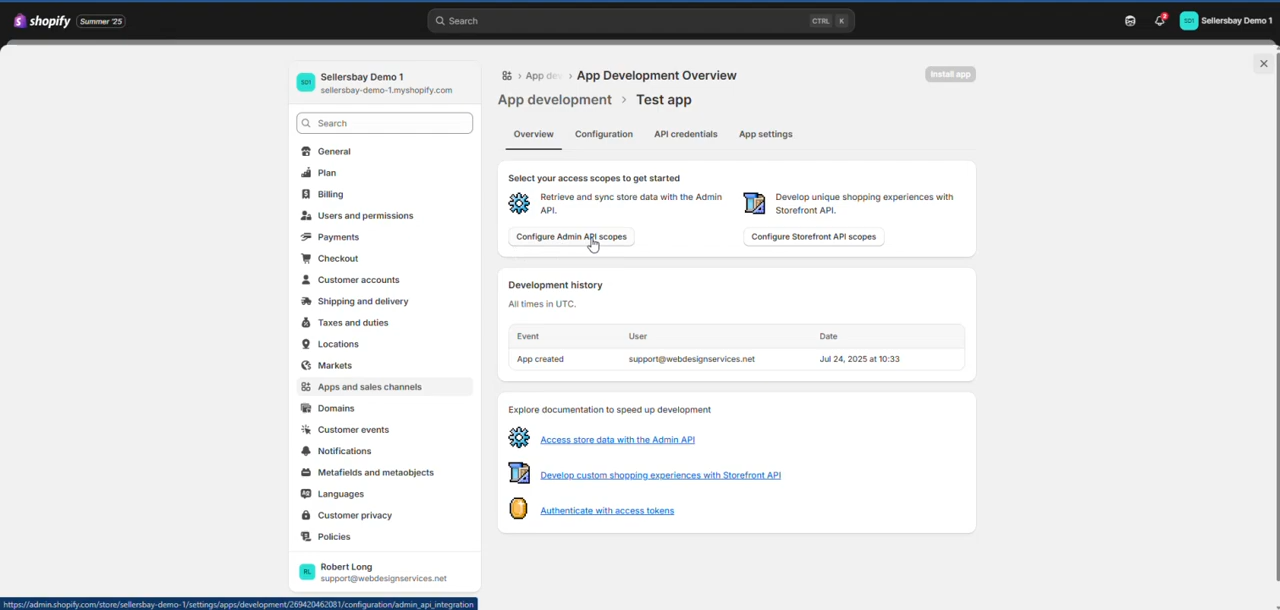 shopify Summer '25
Search CTRL K
2
SD1 Sellersbay Demo 1
SD1 Sellersbay Demo 1
sellersbay-demo-1.myshopify.com
Search
General
Plan
Billing
Users and permissions
Payments
Checkout
Customer accounts
Shipping and delivery
Taxes and duties
Locations
Markets
Apps and sales channels
Domains
Customer events
Notifications
Metafields and metaobjects
Languages
Customer privacy
Policies
RL Robert Long
support@webdesignservices.net
› App de › App Development Overview
Install app
App development › Test app
Overview Configuration API credentials App settings
Select your access scopes to get started
Retrieve and sync store data with the Admin
API.
Configure Admin API scopes
Develop unique shopping experiences with
Storefront API.
Configure Storefront API scopes
Development history
All times in UTC.
Event User Date
App created support@webdesignservices.net Jul 24, 2025 at 10:33
Explore documentation to speed up development
Access store data with the Admin API
Develop custom shopping experiences with Storefront API
Authenticate with access tokens
https://admin.shopify.com/store/sellersbay-demo-1/settings/apps/development/269420462081/configuration/admin_api_integration